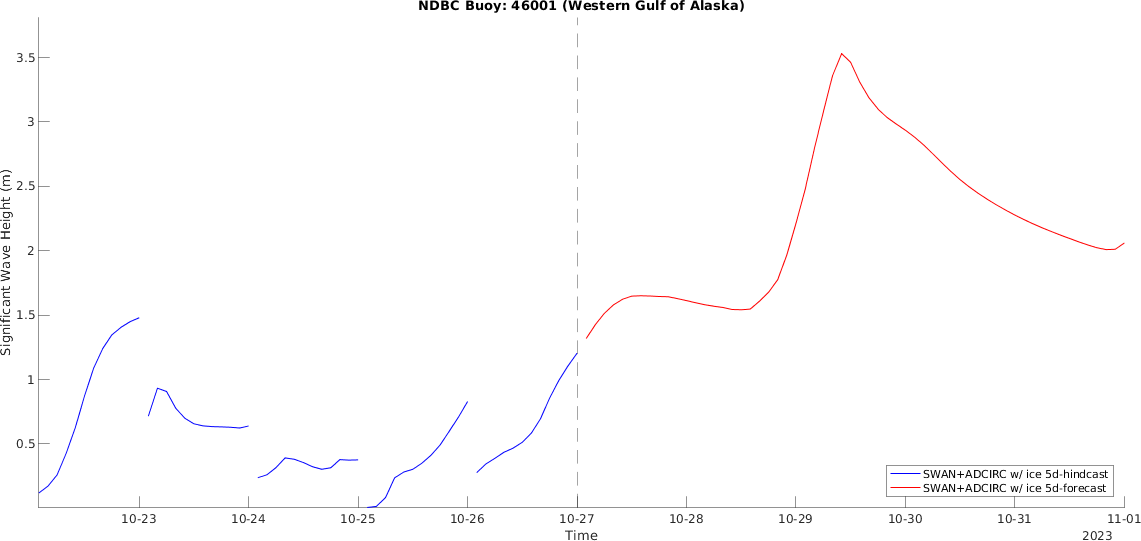 NDBC Buoy: 46001 (Western Gulf of Alaska)
Significant Wave Height (m)
3.5
3
2.5
2
1.5
1
0.5
SWAN+ADCIRC w/ ice 5d-hindcast
SWAN+ADCIRC w/ ice 5d-forecast
10-23 10-24 10-25 10-26 10-27 10-28 10-29 10-30 10-31 11-01
Time
2023